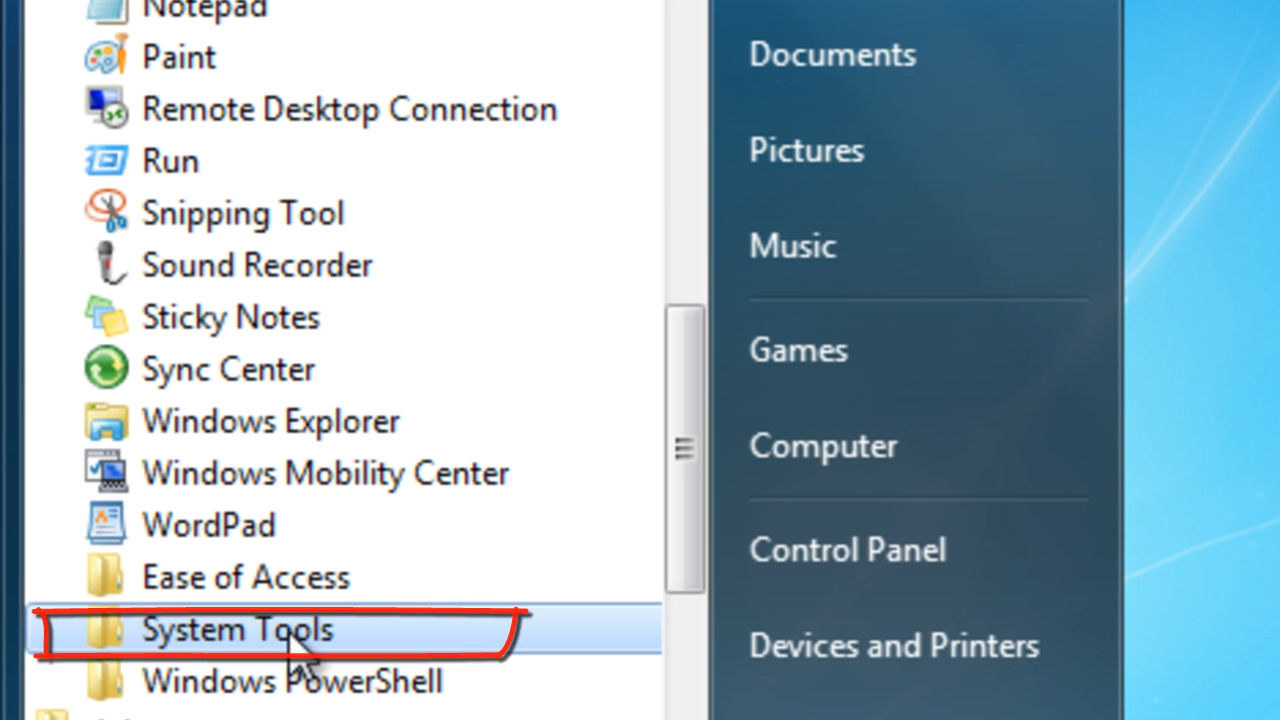 Notepad
Paint
Remote Desktop Connection
Run
Snipping Tool
Sound Recorder
Sticky Notes
Sync Center
Windows Explorer
Windows Mobility Center
WordPad
Ease of Access
System Tools
Windows PowerShell
Documents
Pictures
Music
Games
Computer
Control Panel
Devices and Printers